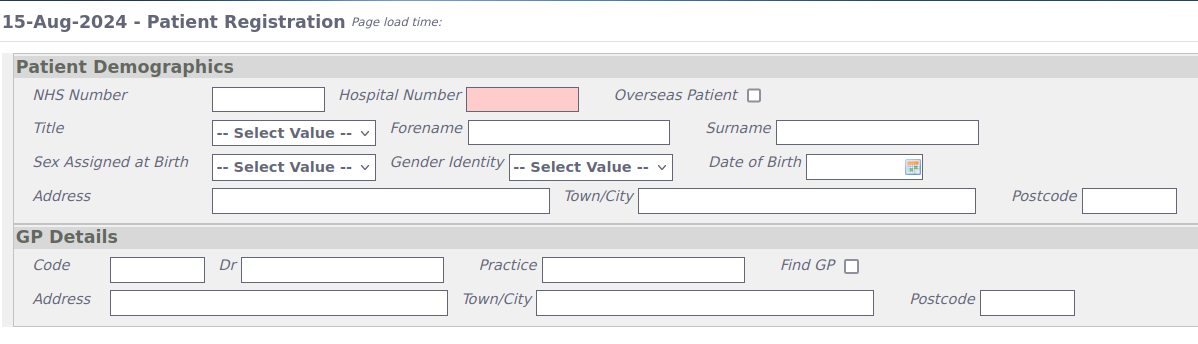 15-Aug-2024 - Patient Registration Page load time:
Patient Demographics
NHS Number Hospital Number Overseas Patient
Title -- Select Value -- Forename Surname
Sex Assigned at Birth -- Select Value -- Gender Identity -- Select Value -- Date of Birth
Address Town/City Postcode
GP Details
Code Dr Practice Find GP
Address Town/City Postcode